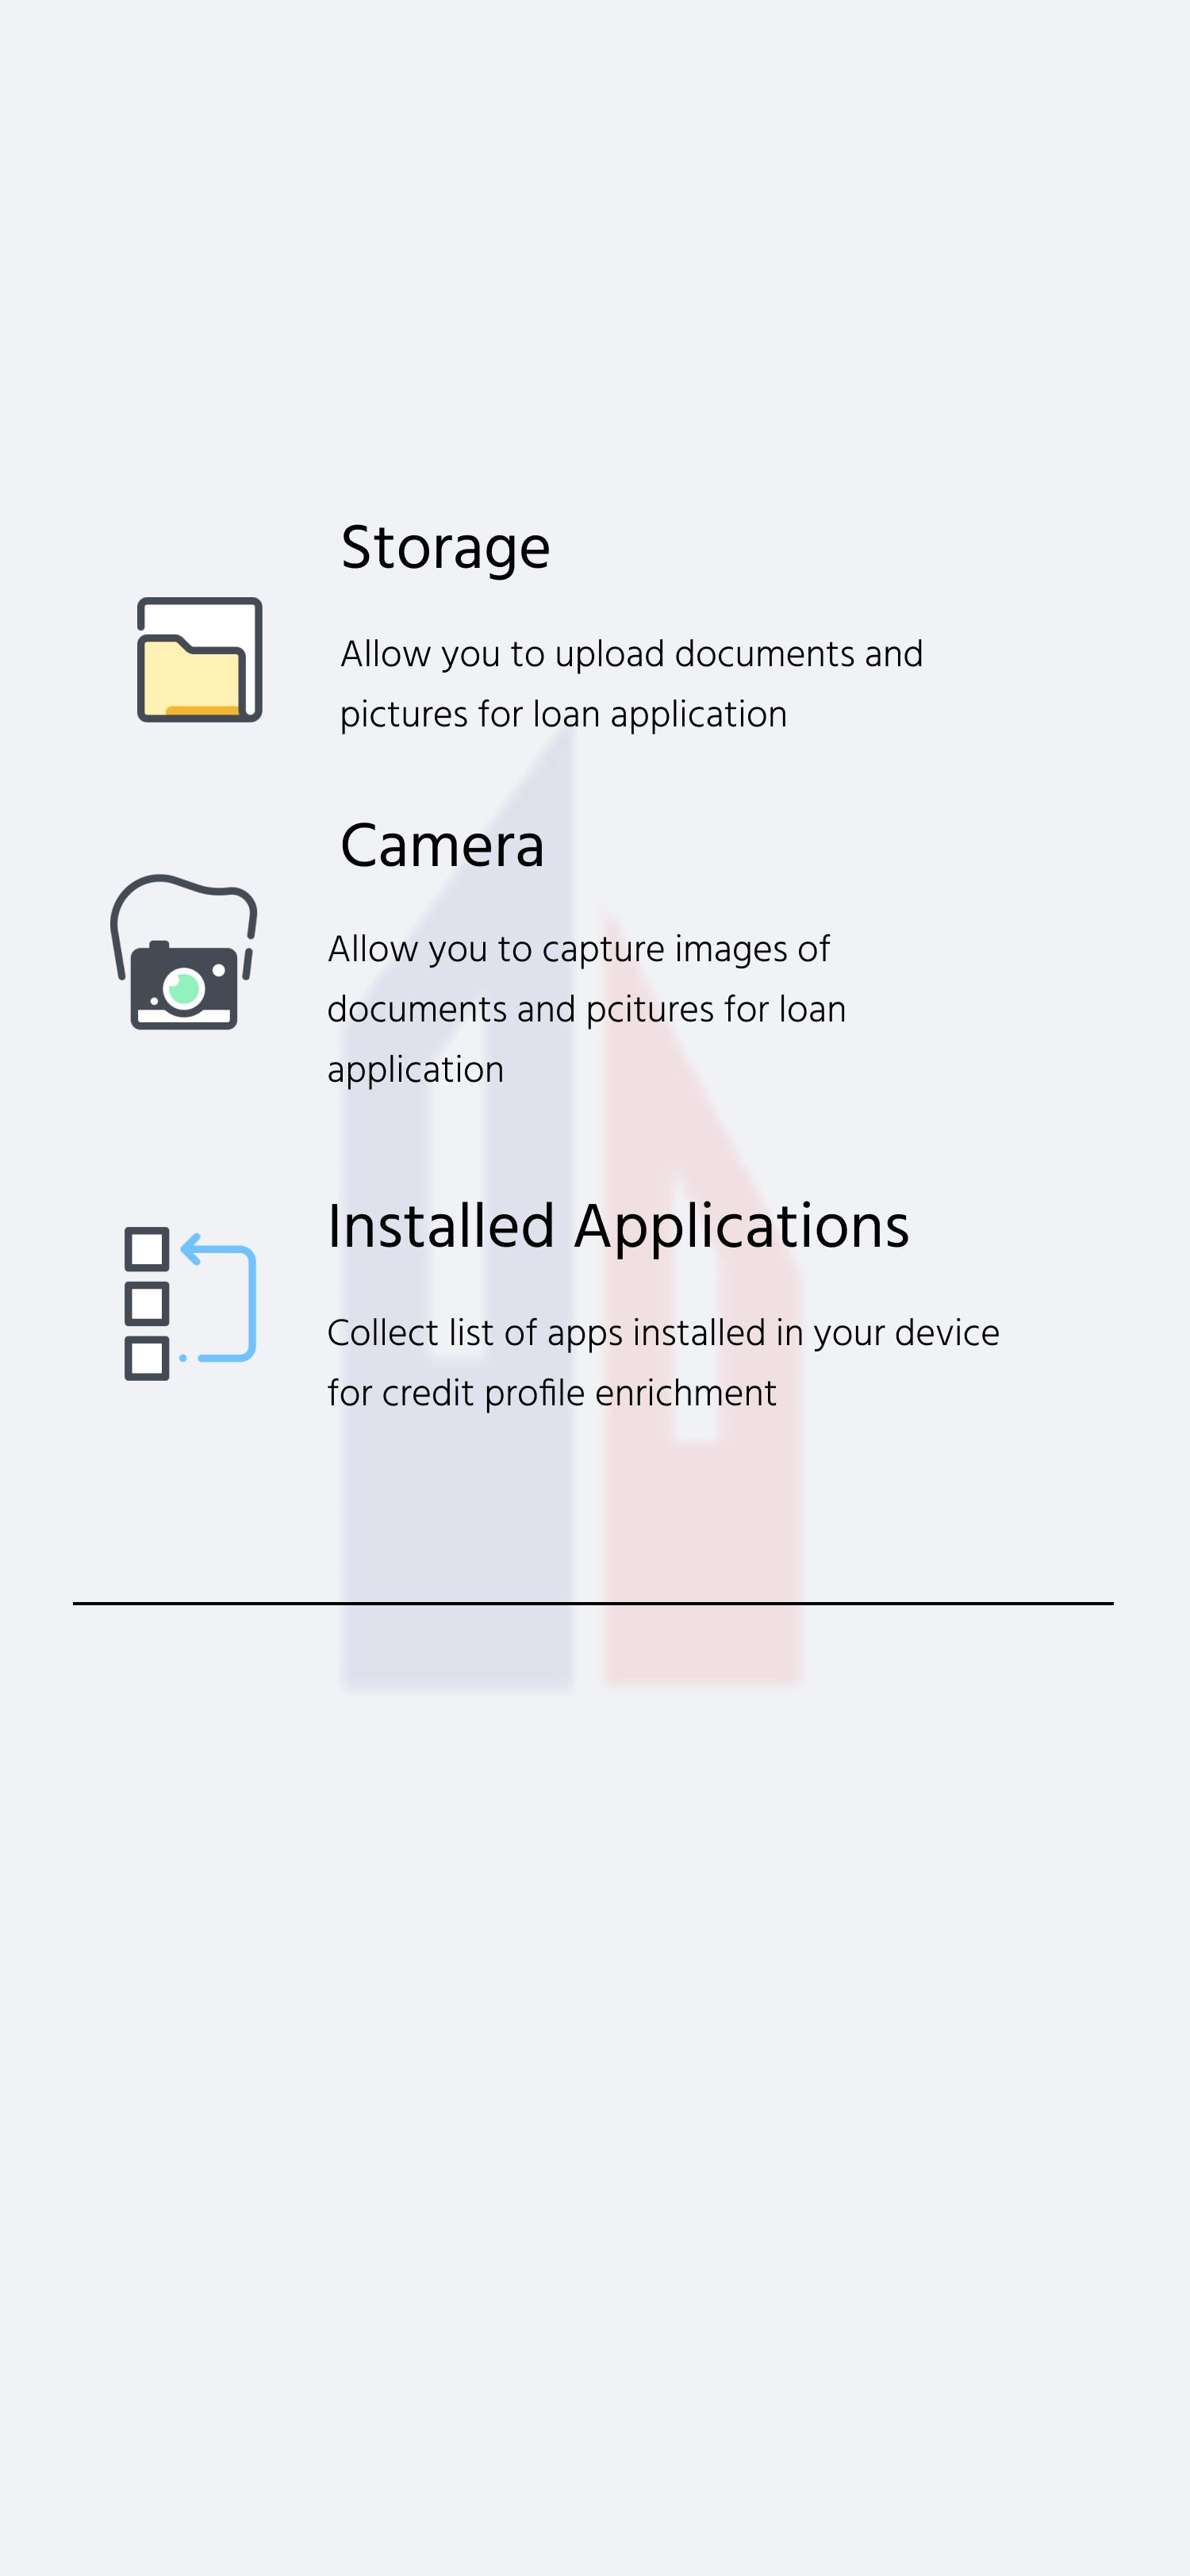 Storage
Allow you to upload documents and
pictures for loan application
Camera
Allow you to capture images of
documents and pcitures for loan
application
Installed Applications
Collect list of apps installed in your device
for credit profile enrichment